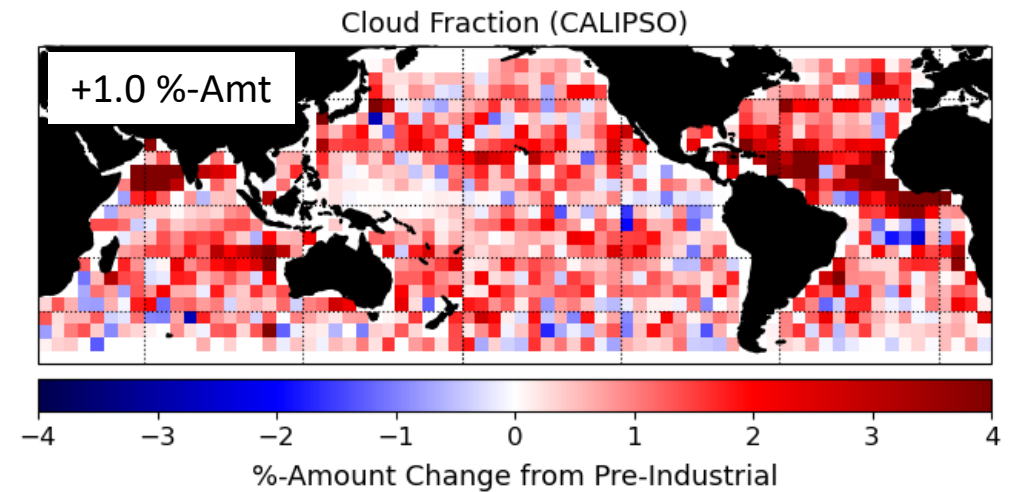 Cloud Fraction (CALIPSO)
+1.0 %-Amt
−4 −3 −2 −1 0 1 2 3 4
%-Amount Change from Pre-Industrial